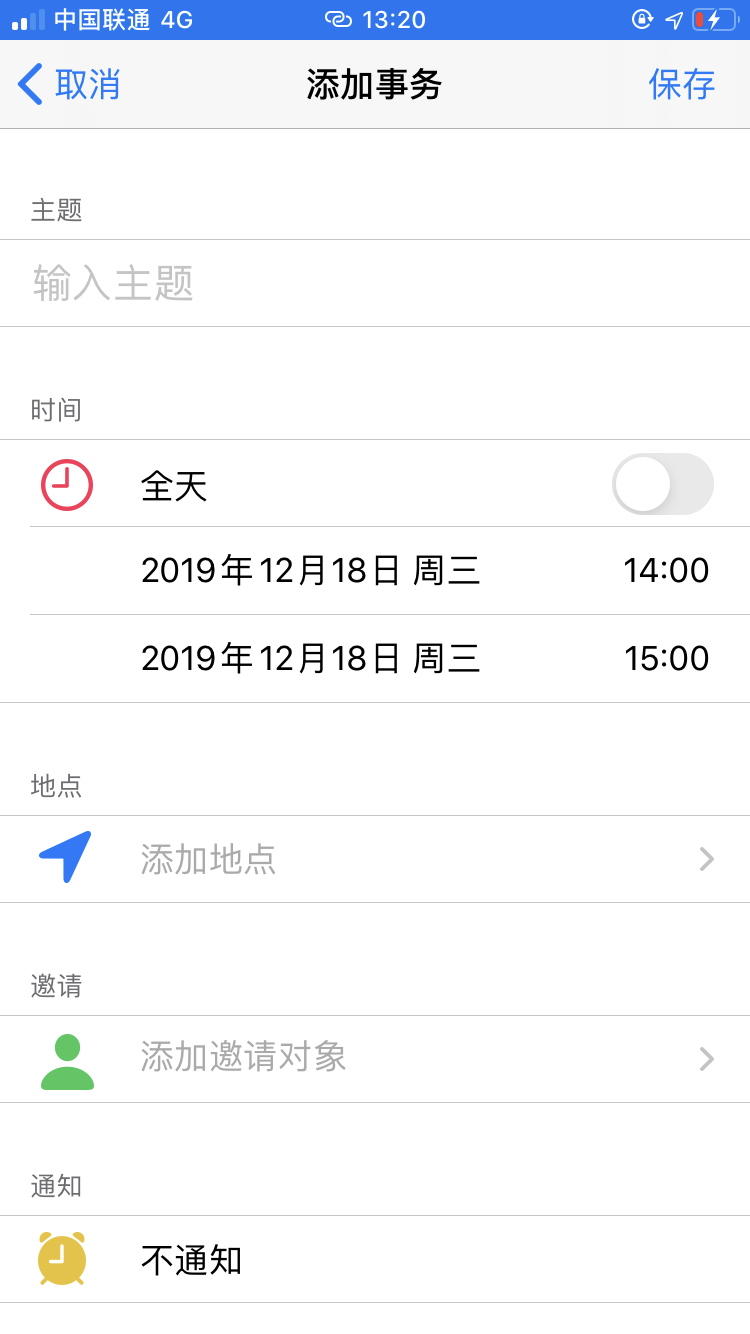 中国联通 4G 13:20
取消 添加事务 保存
主题
输入主题
时间
全天
2019年12月18日 周三 14:00
2019年12月18日 周三 15:00
地点
添加地点
邀请
添加邀请对象
通知
不通知